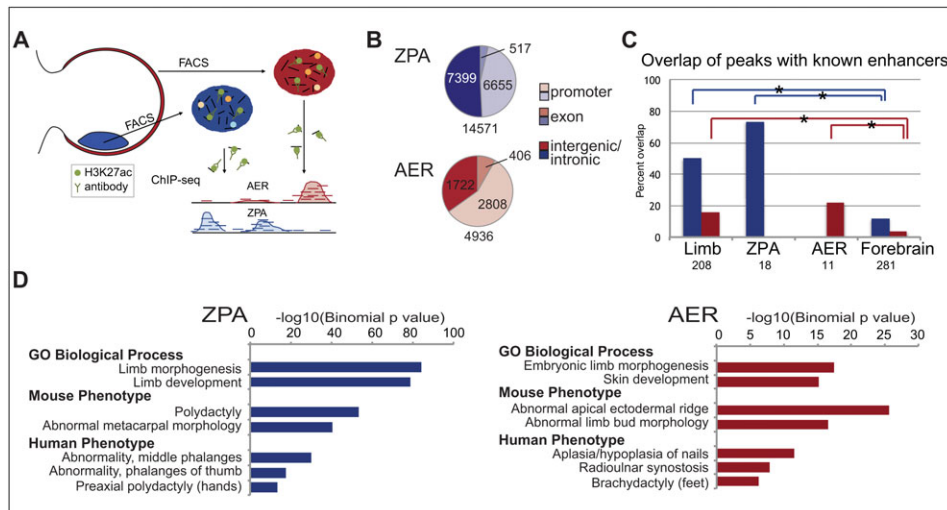 A
FACS
FACS
H3K27ac
antibody
ChIP-seq
AER
ZPA
B
ZPA
517
7399
6655
14571
promoter
exon
intergenic/
intronic
AER
406
1722
2808
4936
C
Overlap of peaks with known enhancers
Percent overlap
100
80
60
40
20
0
* * * *
Limb ZPA AER Forebrain
208 18 11 281
D
ZPA
-log10(Binomial p value)
0 20 40 60 80 100
GO Biological Process
Limb morphogenesis
Limb development
Mouse Phenotype
Polydactyly
Abnormal metacarpal morphology
Human Phenotype
Abnormality, middle phalanges
Abnormality, phalanges of thumb
Preaxial polydactyly (hands)
AER
-log10(Binomial p value)
0 5 10 15 20 25 30
GO Biological Process
Embryonic limb morphogenesis
Skin development
Mouse Phenotype
Abnormal apical ectodermal ridge
Abnormal limb bud morphology
Human Phenotype
Aplasia/hypoplasia of nails
Radioulnar synostosis
Brachydactyly (feet)